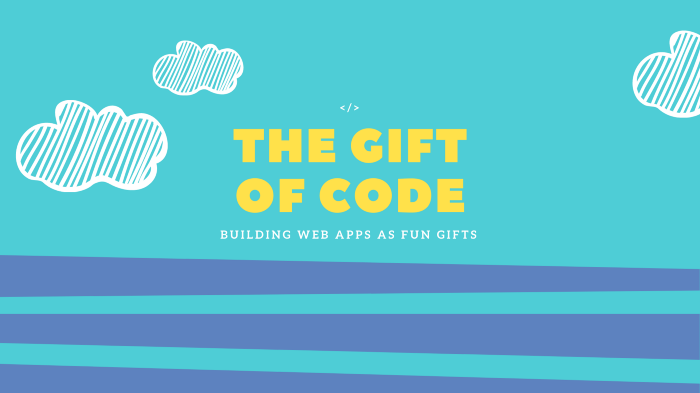 </>
THE GIFT
OF CODE
BUILDING WEB APPS AS FUN GIFTS